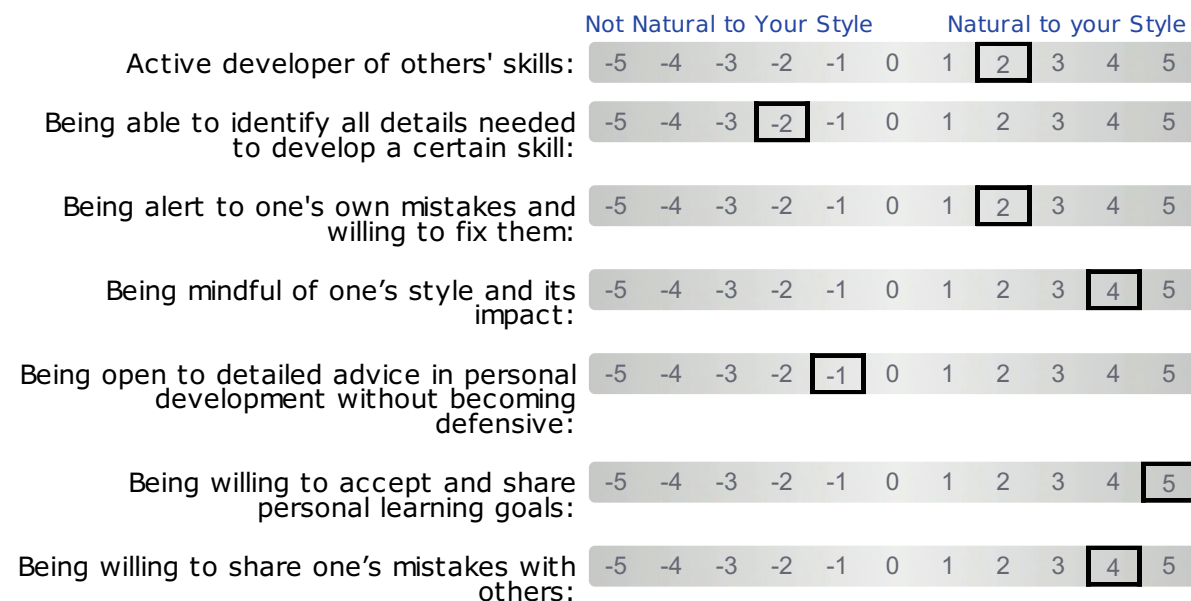 Not Natural to Your Style Natural to your Style
Active developer of others' skills: -5 -4 -3 -2 -1 0 1 2 3 4 5
Being able to identify all details needed -5 -4 -3 -2 -1 0 1 2 3 4 5
to develop a certain skill:
Being alert to one's own mistakes and -5 -4 -3 -2 -1 0 1 2 3 4 5
willing to fix them:
Being mindful of one’s style and its -5 -4 -3 -2 -1 0 1 2 3 4 5
impact:
Being open to detailed advice in personal -5 -4 -3 -2 -1 0 1 2 3 4 5
development without becoming
defensive:
Being willing to accept and share -5 -4 -3 -2 -1 0 1 2 3 4 5
personal learning goals:
Being willing to share one’s mistakes with -5 -4 -3 -2 -1 0 1 2 3 4 5
others: